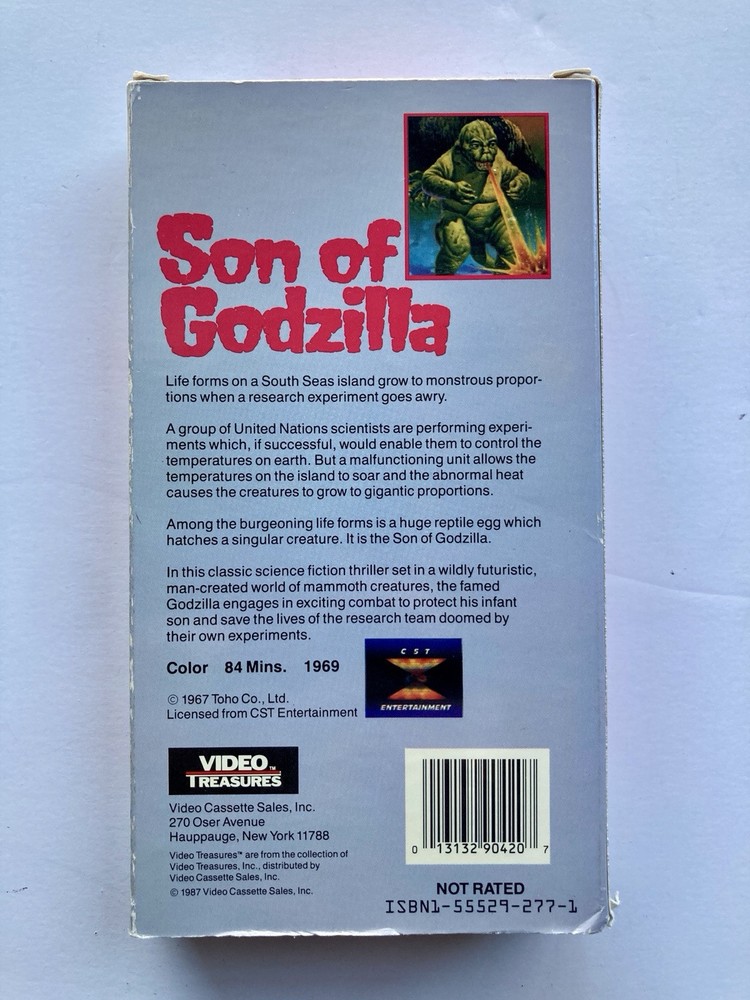 Son of
Godzilla
Life forms on a South Seas island grow to monstrous propor-
tions when a research experiment goes awry.
A group of United Nations scientists are performing experi-
ments which, if successful, would enable them to control the
temperatures on earth. But a malfunctioning unit allows the
temperatures on the island to soar and the abnormal heat
causes the creatures to grow to gigantic proportions.
Among the burgeoning life forms is a huge reptile egg which
hatches a singular creature. It is the Son of Godzilla.
In this classic science fiction thriller set in a wildly futuristic,
man-created world of mammoth creatures, the famed
Godzilla engages in exciting combat to protect his infant
son and save the lives of the research team doomed by
their own experiments.
Color 84 Mins. 1969
© 1967 Toho Co., Ltd.
Licensed from CST Entertainment
CST
ENTERTAINMENT
VIDEO
TREASURES™
Video Cassette Sales, Inc.
270 Oser Avenue
Hauppauge, New York 11788
Video Treasures™ are from the collection of
Video Treasures, Inc., distributed by
Video Cassette Sales, Inc.
© 1987 Video Cassette Sales, Inc.
0 13132 90420 7
NOT RATED
ISBN1-55529-277-1